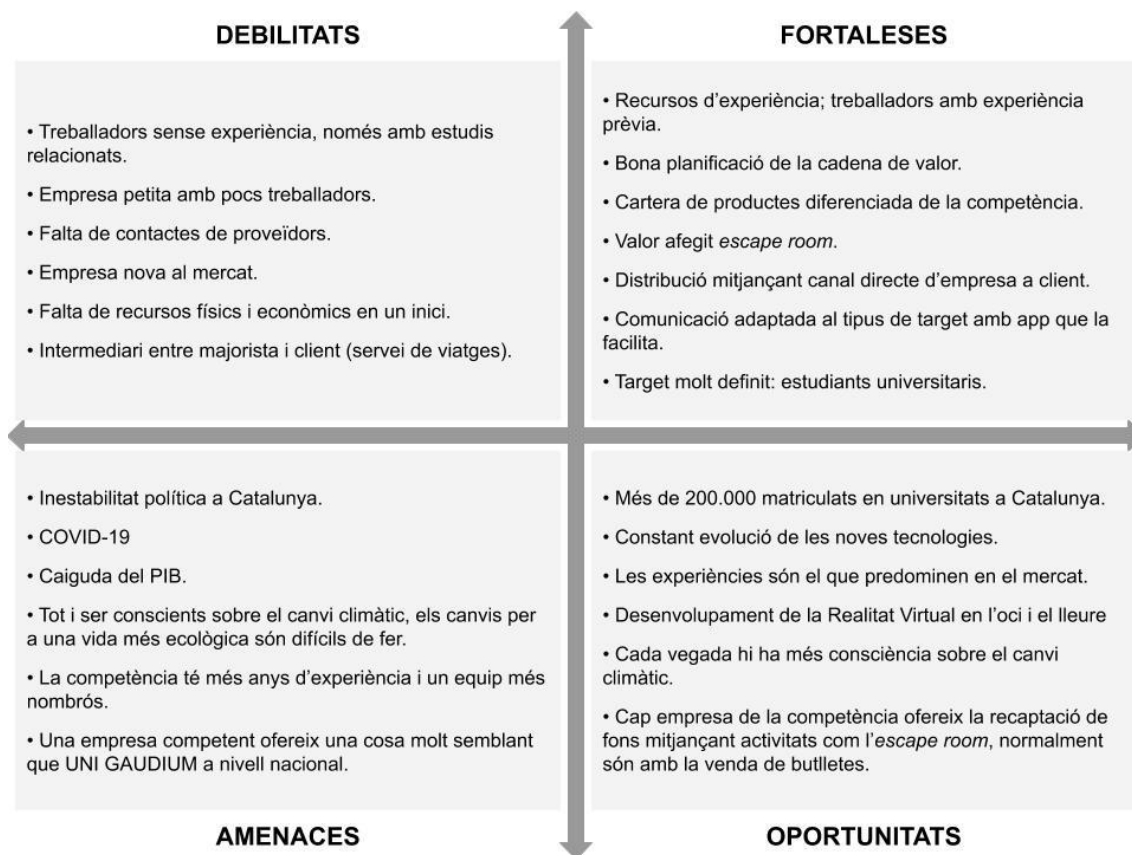 DEBILITATS
• Treballadors sense experiència, només amb estudis
relacionats.
• Empresa petita amb pocs treballadors.
• Falta de contactes de proveïdors.
• Empresa nova al mercat.
• Falta de recursos físics i econòmics en un inici.
• Intermediari entre majorista i client (servei de viatges).
FORTALESES
• Recursos d’experiència; treballadors amb experiència
prèvia.
• Bona planificació de la cadena de valor.
• Cartera de productes diferenciada de la competència.
• Valor afegit escape room.
• Distribució mitjançant canal directe d’empresa a client.
• Comunicació adaptada al tipus de target amb app que la
facilita.
• Target molt definit: estudiants universitaris.
• Inestabilitat política a Catalunya.
• COVID-19
• Caiguda del PIB.
• Tot i ser conscients sobre el canvi climàtic, els canvis per
a una vida més ecològica són difícils de fer.
• La competència té més anys d’experiència i un equip més
nombrós.
• Una empresa competent ofereix una cosa molt semblant
que UNI GAUDIUM a nivell nacional.
AMENACES
• Més de 200.000 matriculats en universitats a Catalunya.
• Constant evolució de les noves tecnologies.
• Les experiències són el que predominen en el mercat.
• Desenvolupament de la Realitat Virtual en l’oci i el lleure
• Cada vegada hi ha més consciència sobre el canvi
climàtic.
• Cap empresa de la competència ofereix la recaptació de
fons mitjançant activitats com l’escape room, normalment
són amb la venda de butlletes.
OPORTUNITATS